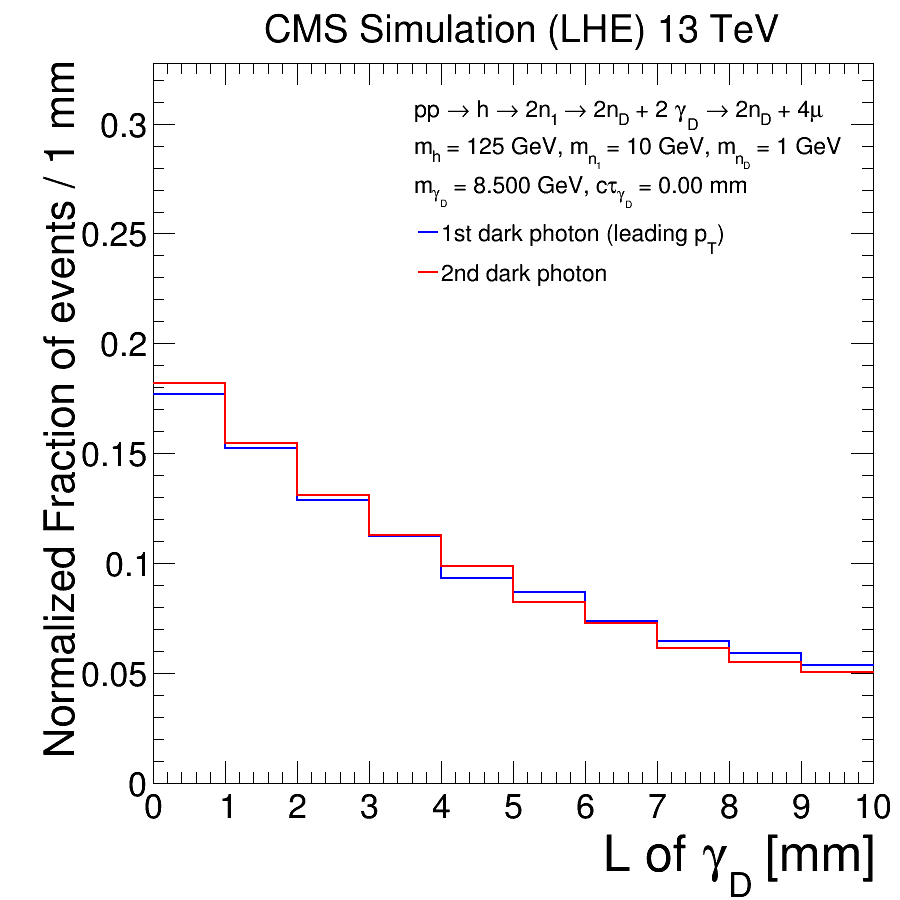 CMS Simulation (LHE) 13 TeV
Normalized Fraction of events / 1 mm
pp → h → 2n1 → 2nD + 2 γD → 2nD + 4μ
mh = 125 GeV, mn1 = 10 GeV, mnD = 1 GeV
mγD = 8.500 GeV, cτγD = 0.00 mm
1st dark photon (leading pT)
2nd dark photon
0.3
0.25
0.2
0.15
0.1
0.05
0
0 1 2 3 4 5 6 7 8 9 10
L of γD [mm]